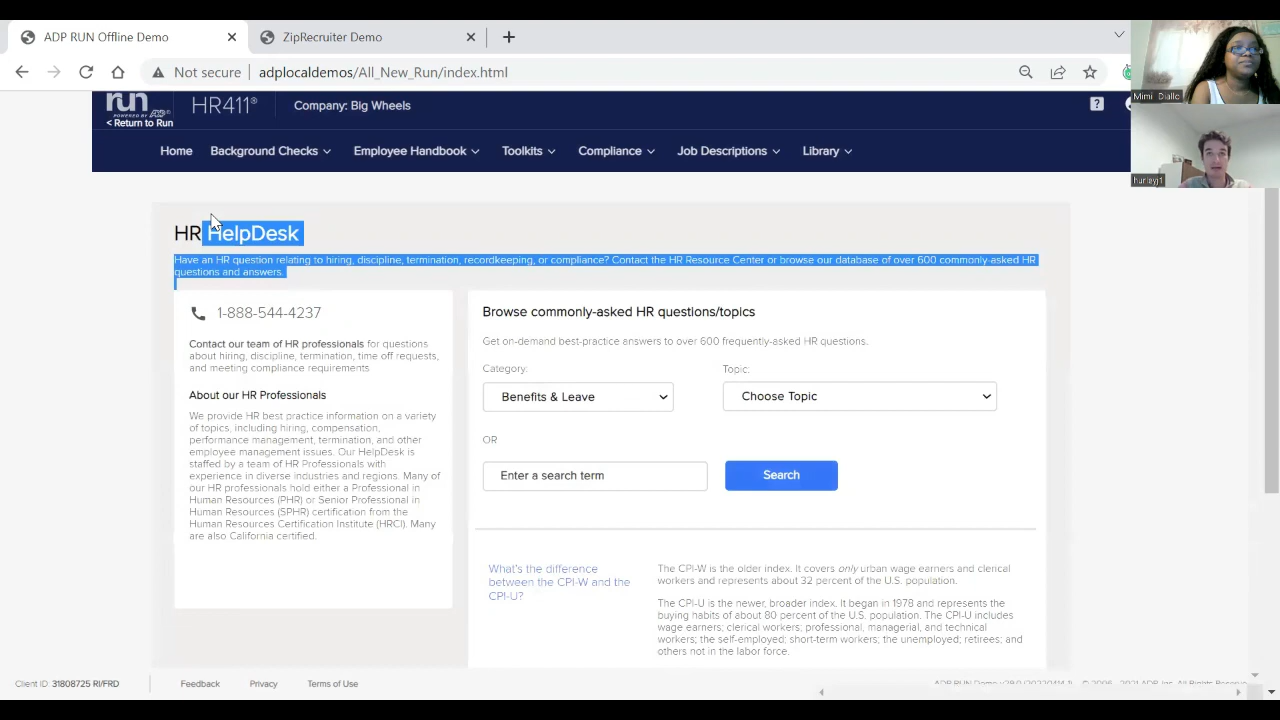 ADP RUN Offline Demo
ZipRecruiter Demo
Not secure
adplocaldemos/All_New_Run/index.html
Mimi Diallo
hurleyj1
run
POWERED BY ADP
HR411®
Company: Big Wheels
?
< Return to Run
Home
Background Checks
Employee Handbook
Toolkits
Compliance
Job Descriptions
Library
HR HelpDesk
Have an HR question relating to hiring, discipline, termination, recordkeeping, or compliance? Contact the HR Resource Center or browse our database of over 600 commonly-asked HR
questions and answers.
1-888-544-4237
Contact our team of HR professionals for questions
about hiring, discipline, termination, time off requests,
and meeting compliance requirements
About our HR Professionals
We provide HR best practice information on a variety
of topics, including hiring, compensation,
performance management, termination, and other
employee management issues. Our HelpDesk is
staffed by a team of HR Professionals with
experience in diverse industries and regions. Many of
our HR professionals hold either a Professional in
Human Resources (PHR) or Senior Professional in
Human Resources (SPHR) certification from the
Human Resources Certification Institute (HRCI). Many
are also California certified.
Browse commonly-asked HR questions/topics
Get on-demand best-practice answers to over 600 frequently-asked HR questions.
Category:
Topic:
Benefits & Leave
Choose Topic
OR
Enter a search term
Search
What's the difference
between the CPI-W and the
CPI-U?
The CPI-W is the older index. It covers only urban wage earners and clerical
workers and represents about 32 percent of the U.S. population.
The CPI-U is the newer, broader index. It began in 1978 and represents the
buying habits of about 80 percent of the U.S. population. The CPI-U includes
wage earners; clerical workers; professional, managerial, and technical
workers; the self-employed; short-term workers; the unemployed; retirees; and
others not in the labor force.
Client ID: 31808725 RI/FRD
Feedback
Privacy
Terms of Use